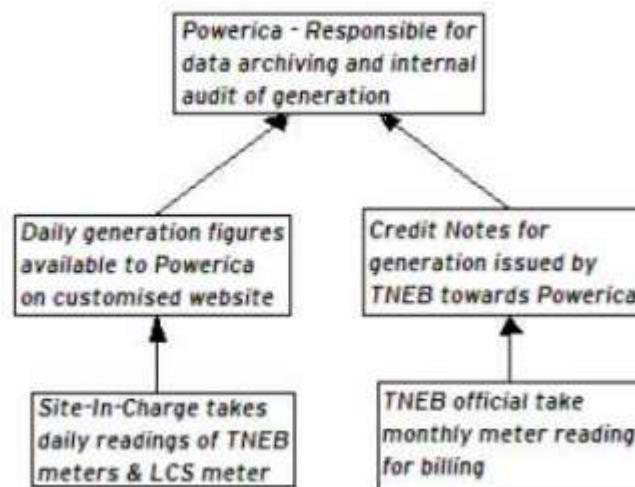 Powerica - Responsible for
data archiving and internal
audit of generation
Daily generation figures
available to Powerica
on customised website
Credit Notes for
generation issued by
TNEB towards Powerica
Site-In-Charge takes
daily readings of TNEB
meters & LCS meter
TNEB official take
monthly meter reading
for billing